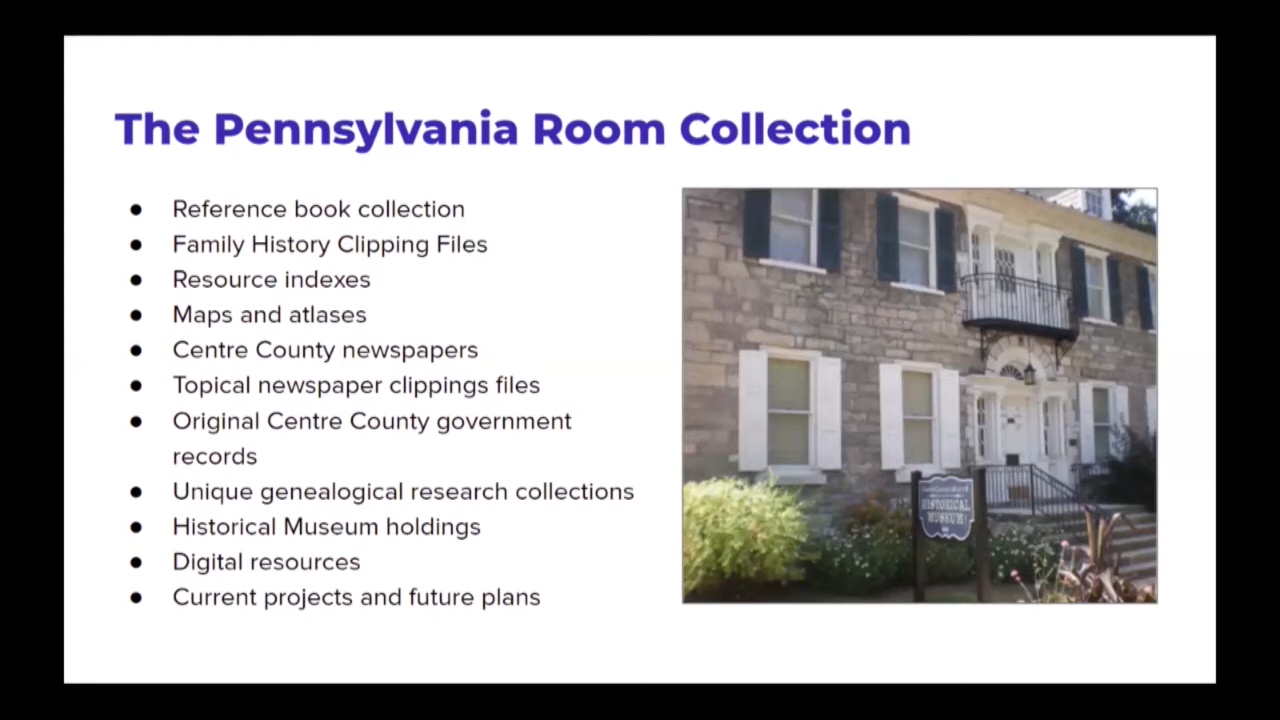 The Pennsylvania Room Collection
● Reference book collection
● Family History Clipping Files
● Resource indexes
● Maps and atlases
● Centre County newspapers
● Topical newspaper clippings files
● Original Centre County government
records
● Unique genealogical research collections
● Historical Museum holdings
● Digital resources
● Current projects and future plans
HISTORICAL
MUSEUM